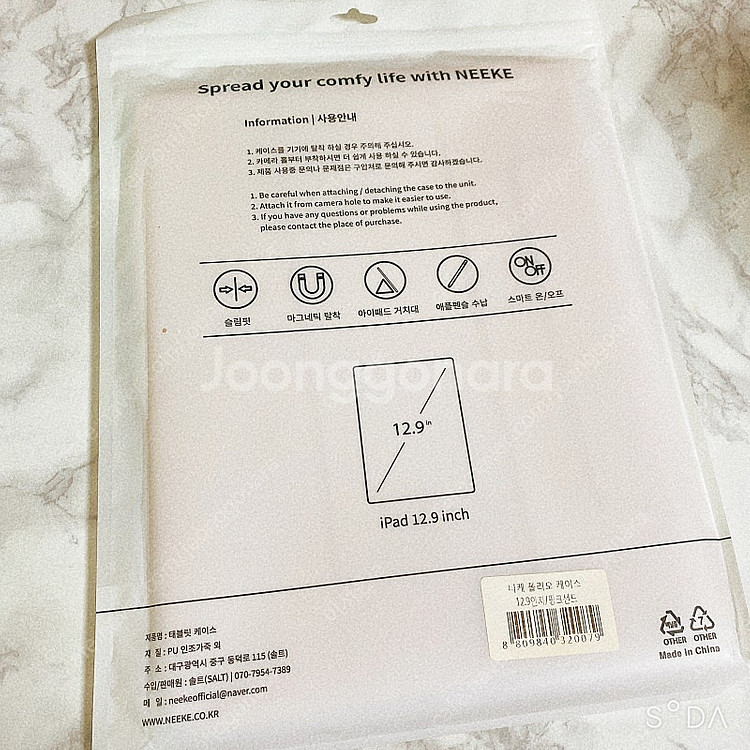 spread your comfy life with NEEKE
Information | 사용안내
1. 케이스를 기기에 탈착 하실 경우 주의해 주십시오.
2. 카메라 홀부터 부착하시면 더 쉽게 사용 하실 수 있습니다.
3. 제품 사용중 문의나 문제점은 구입처로 문의해 주시면 감사하겠습니다.
1. Be careful when attaching / detaching the case to the unit.
2. Attach it from camera hole to make it easier to use.
3. If you have any questions or problems while using the product,
please contact the place of purchase.
ON
OFF
슬림핏 마그네틱 탈착 아이패드 거치대 애플펜슬 수납 스마트 온/오프
Joonggonara
12.9 in
iPad 12.9 inch
니케 폴리오 케이스
12.9인치/핑크샌드
8 809840 320079
제품명 : 태블릿 케이스
재 질 : PU 인조가죽 외
주 소 : 대구광역시 중구 동덕로 115 (솔트)
수입/판매원 : 솔트(SALT) | 070-7954-7389
메 일 : neekeofficial@naver.com
WWW.NEEKE.CO.KR
OTHER 7 OTHER
Made in China
SODA